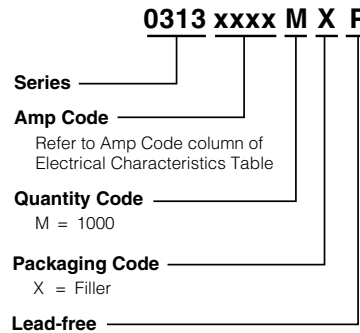 0313 xxxx M X P
Series
Amp Code
Refer to Amp Code column of
Electrical Characteristics Table
Quantity Code
M = 1000
Packaging Code
X = Filler
Lead-free